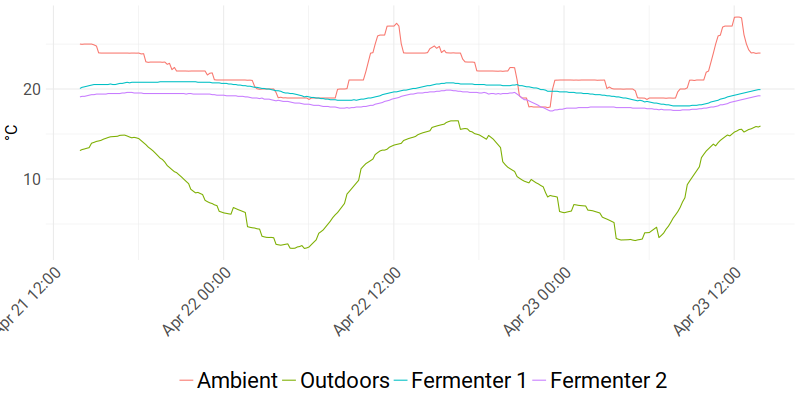 °C
20
10
Apr 21 12:00
Apr 22 00:00
Apr 22 12:00
Apr 23 00:00
Apr 23 12:00
Ambient Outdoors Fermenter 1 Fermenter 2